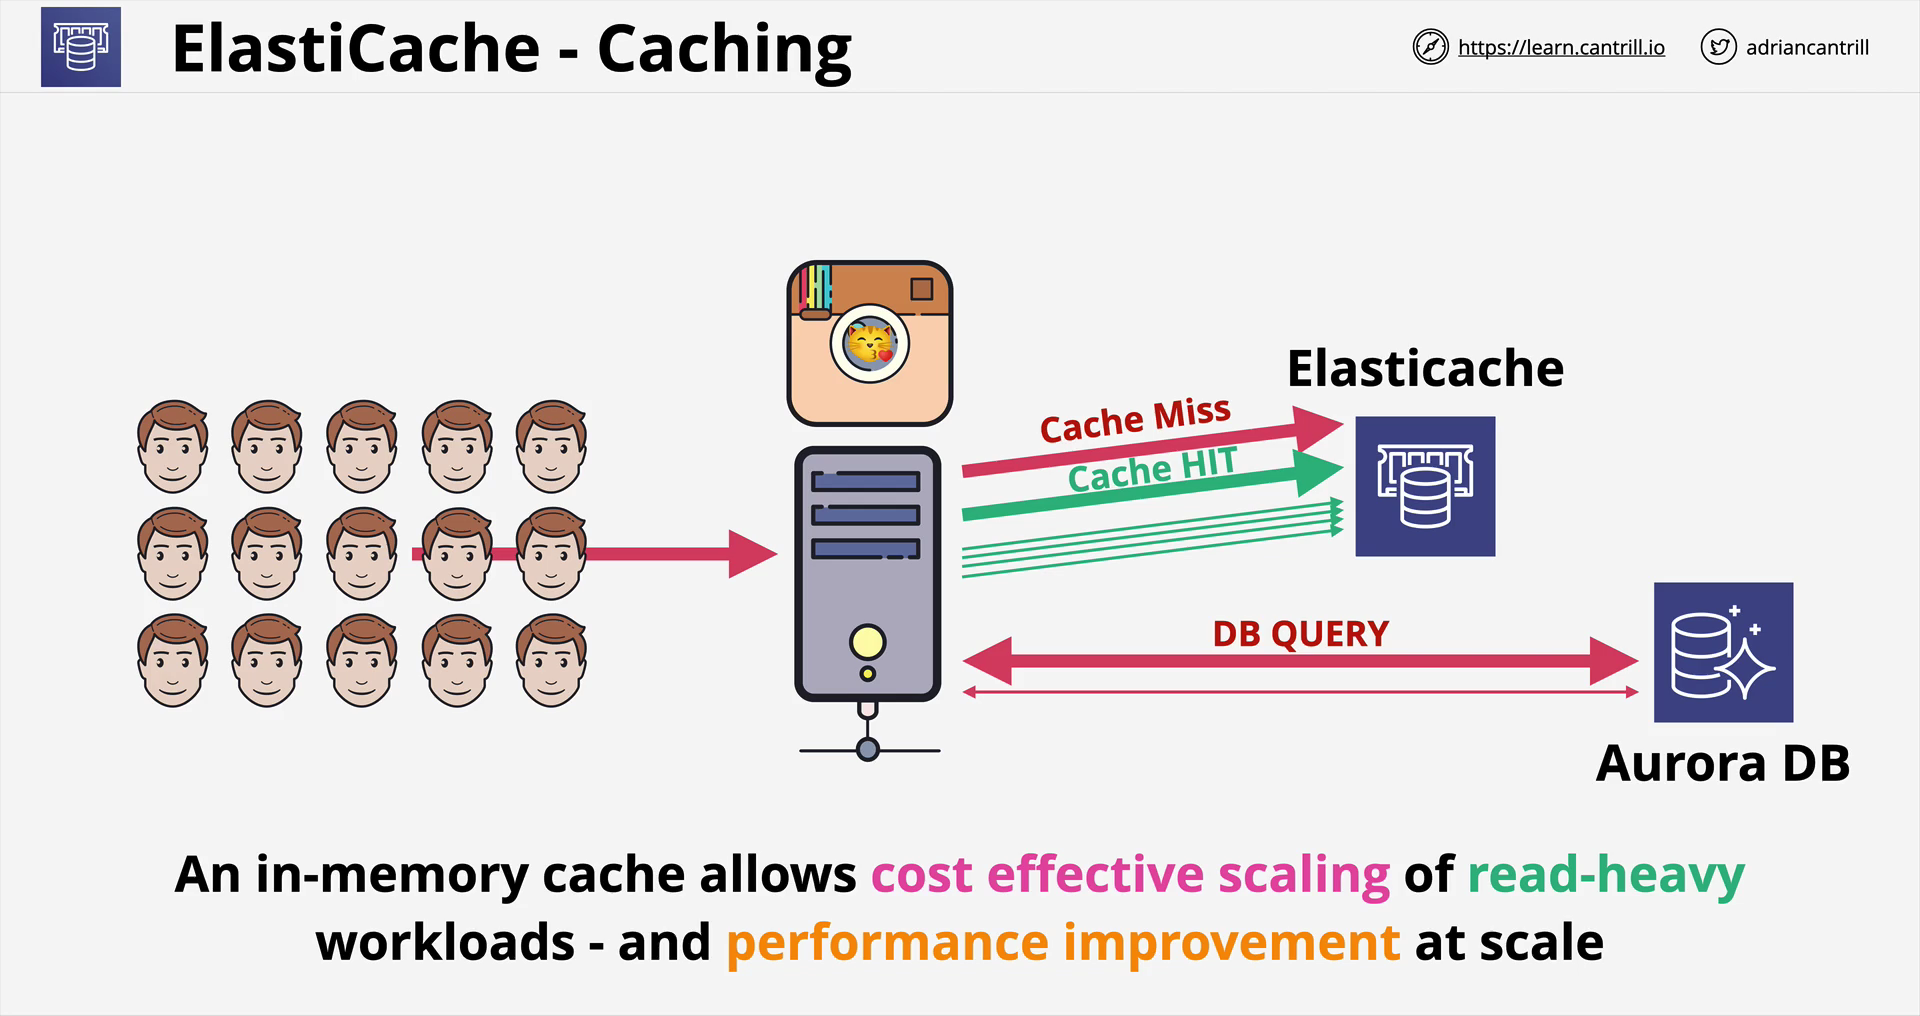 ElastiCache - Caching
https://learn.cantrill.io
adriancantrill
Elasticache
Cache Miss
Cache HIT
DB QUERY
Aurora DB
An in-memory cache allows cost effective scaling of read-heavy
workloads - and performance improvement at scale